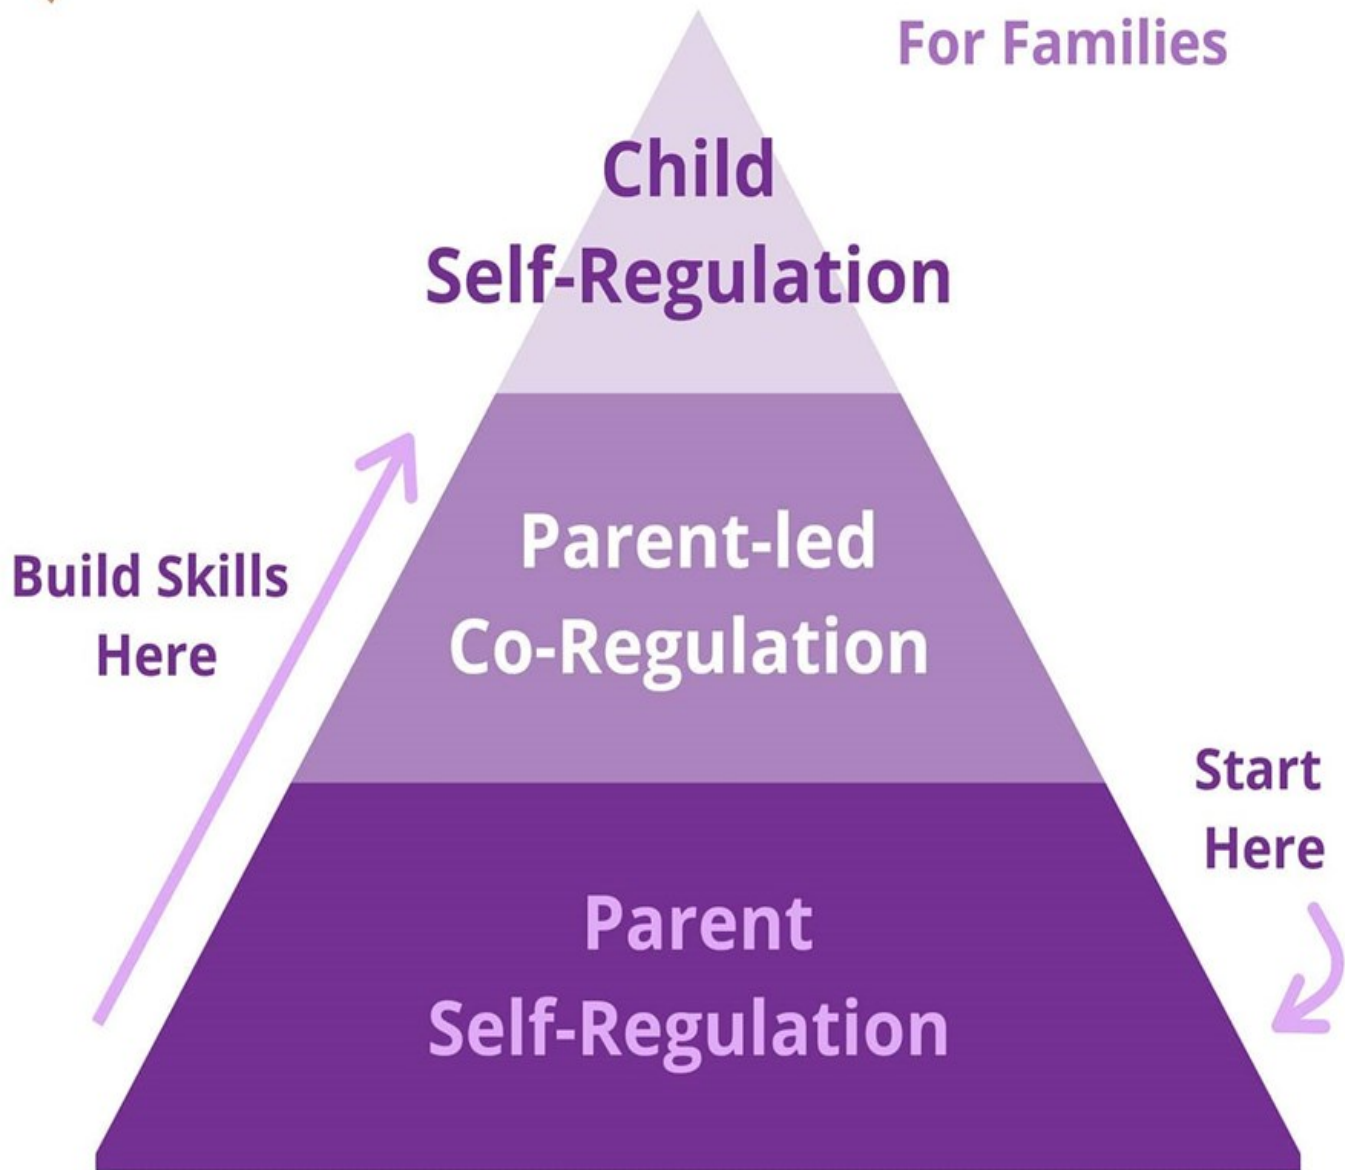 For Families
Child
Self-Regulation
Parent-led
Co-Regulation
Build Skills
Here
Start
Here
Parent
Self-Regulation